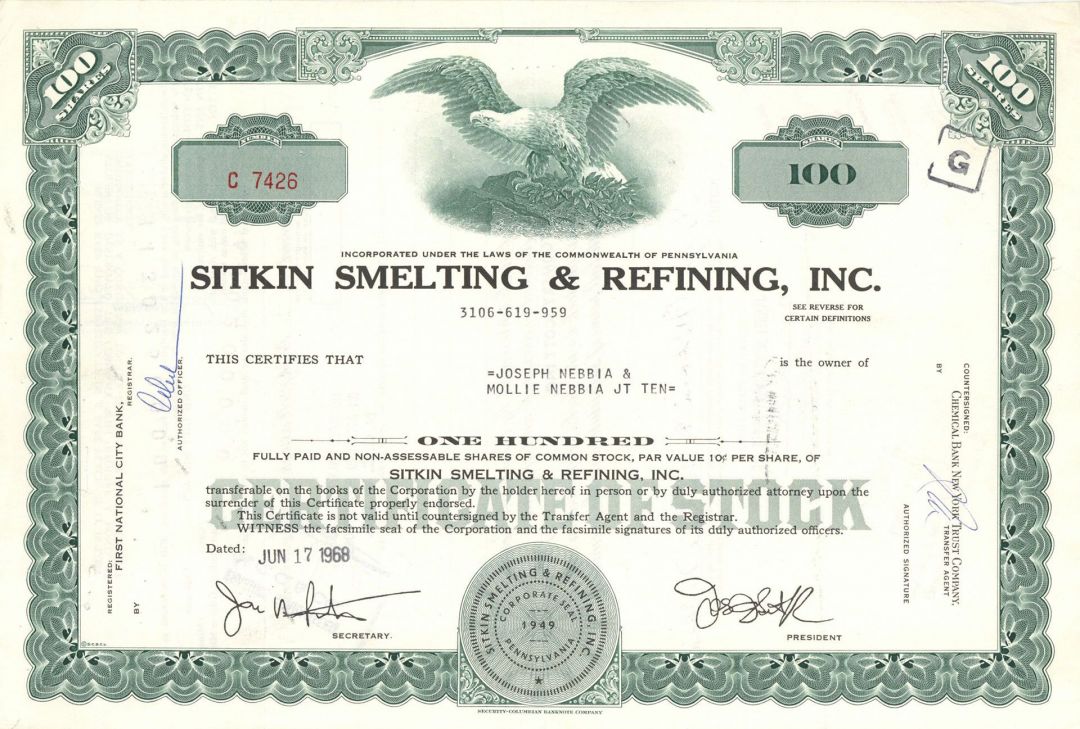 100
SHARES
100
SHARES
NUMBER
C 7426
SHARES
100
G
INCORPORATED UNDER THE LAWS OF THE COMMONWEALTH OF PENNSYLVANIA
SITKIN SMELTING & REFINING, INC.
3106-619-959
SEE REVERSE FOR
CERTAIN DEFINITIONS
THIS CERTIFIES THAT
=JOSEPH NEBBIA &
MOLLIE NEBBIA JT TEN=
is the owner of
ONE HUNDRED
FULLY PAID AND NON-ASSESSABLE SHARES OF COMMON STOCK, PAR VALUE 10¢ PER SHARE, OF
SITKIN SMELTING & REFINING, INC.
CERTIFICATE OF STOCK
transferable on the books of the Corporation by the holder hereof in person or by duly authorized attorney upon the
surrender of this Certificate properly endorsed.
This Certificate is not valid until countersigned by the Transfer Agent and the Registrar.
WITNESS the facsimile seal of the Corporation and the facsimile signatures of its duly authorized officers.
Dated: JUN 17 1968
SECRETARY.
PRESIDENT
SITKIN SMELTING & REFINING, INC.
CORPORATE SEAL
1949
PENNSYLVANIA
REGISTERED:
FIRST NATIONAL CITY BANK,
REGISTRAR.
BY
AUTHORIZED OFFICER.
COUNTERSIGNED:
CHEMICAL BANK NEW YORK TRUST COMPANY,
TRANSFER AGENT
BY
AUTHORIZED SIGNATURE
SECURITY-COLUMBIAN BANKNOTE COMPANY